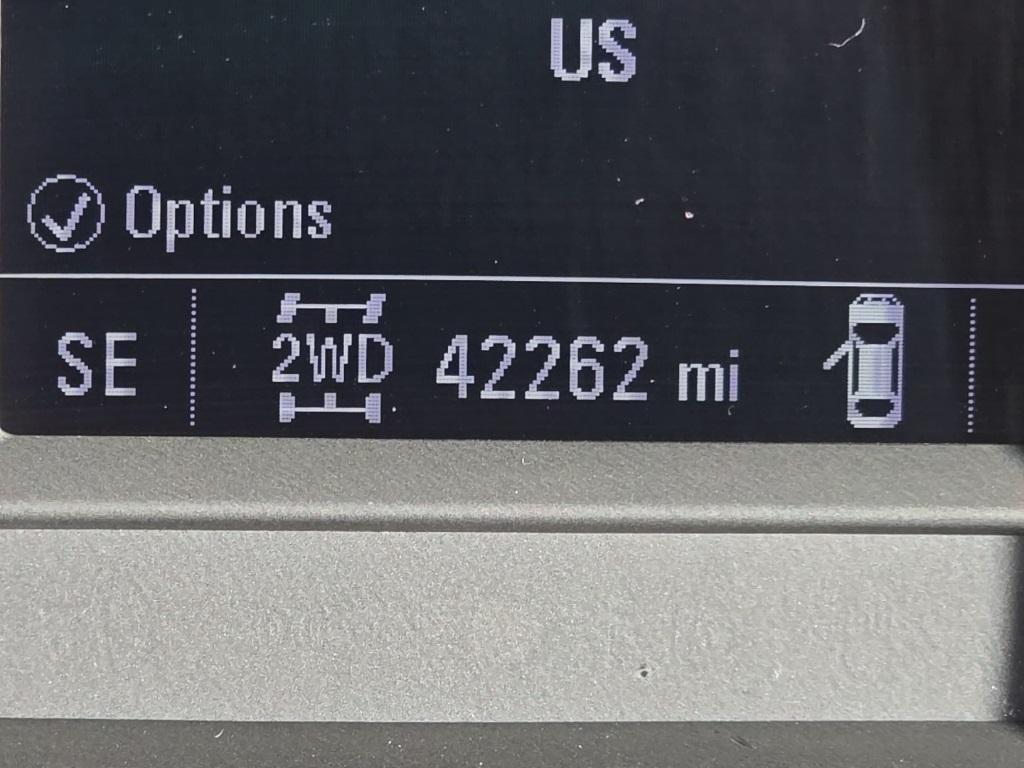 US
Options
SE
2WD
42262 mi